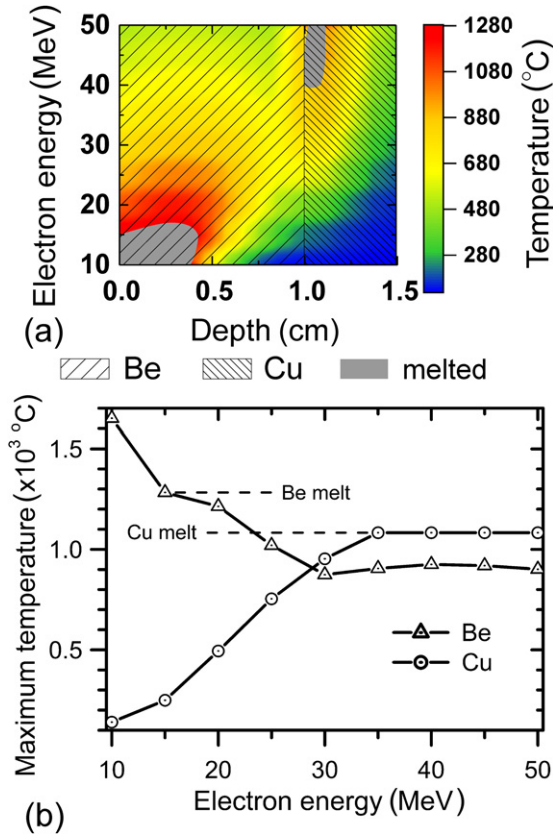 50
40
30
20
10
Electron energy (MeV)
0.0 0.5 1.0 1.5
Depth (cm)
(a)
1280
1080
880
680
480
280
Temperature (°C)
Be Cu melted
1.5
1.0
0.5
Maximum temperature (x10³ °C)
Be melt
Cu melt
Be
Cu
10 20 30 40 50
Electron energy (MeV)
(b)